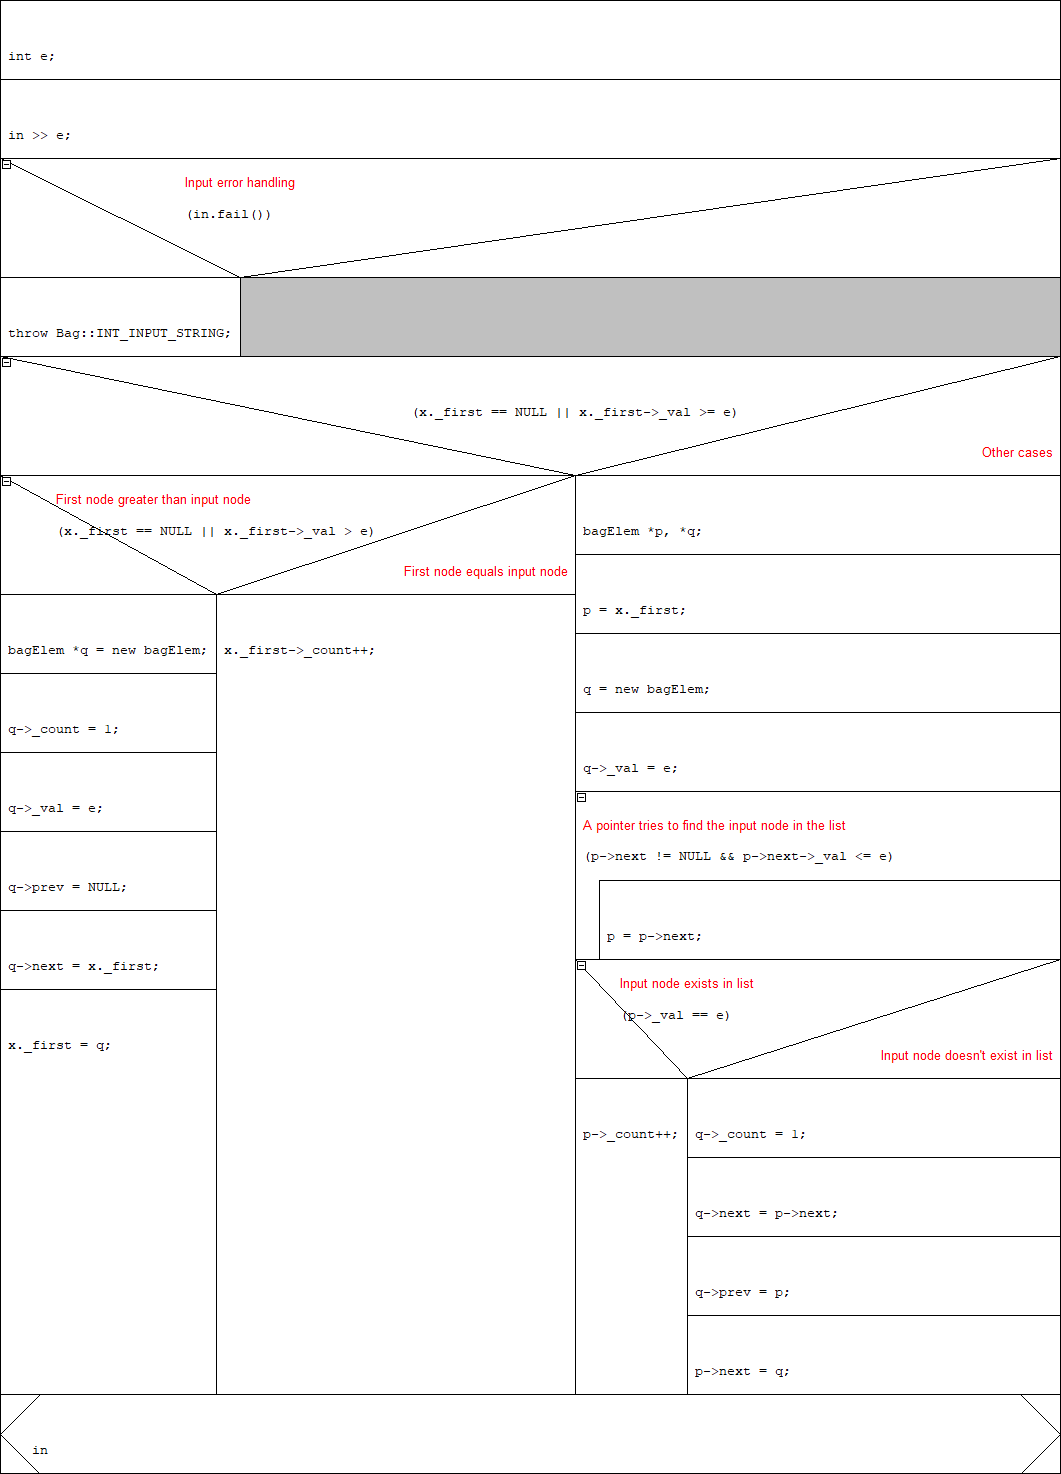 int e;
in >> e;
Input error handling
(in.fail())
throw Bag::INT_INPUT_STRING;
(x._first == NULL || x._first->_val >= e)
Other cases
First node greater than input node
(x._first == NULL || x._first->_val > e)
First node equals input node
bagElem *q = new bagElem;
q->_count = 1;
q->_val = e;
q->prev = NULL;
q->next = x._first;
x._first = q;
x._first->_count++;
bagElem *p, *q;
p = x._first;
q = new bagElem;
q->_val = e;
A pointer tries to find the input node in the list
(p->next != NULL && p->next->_val <= e)
p = p->next;
Input node exists in list
(p->_val == e)
Input node doesn't exist in list
p->_count++;
q->_count = 1;
q->next = p->next;
q->prev = p;
p->next = q;
in